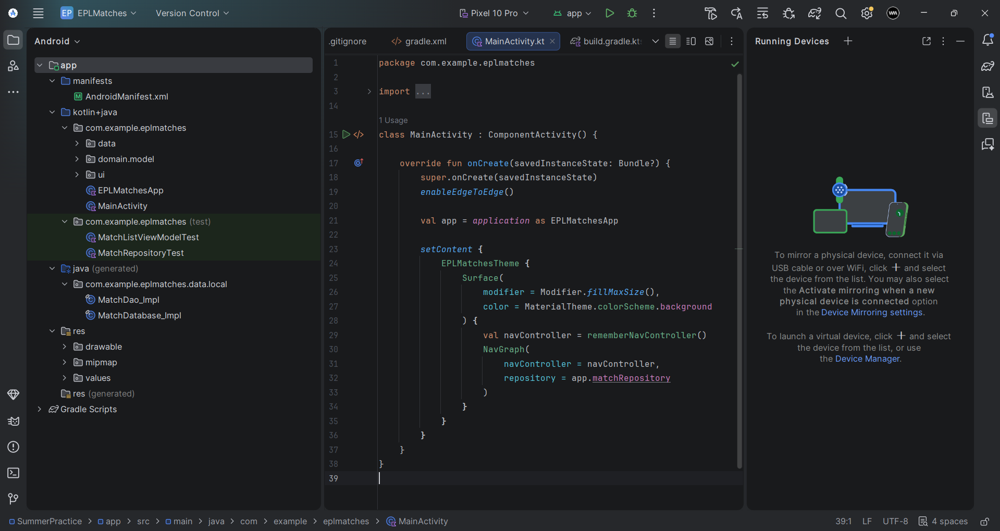 EP EPLMatches
Version Control
Pixel 10 Pro
app
Android
app
manifests
AndroidManifest.xml
kotlin+java
com.example.eplmatches
data
domain.model
ui
EPLMatchesApp
MainActivity
com.example.eplmatches (test)
MatchListViewModelTest
MatchRepositoryTest
java (generated)
com.example.eplmatches.data.local
MatchDao_Impl
MatchDatabase_Impl
res
drawable
mipmap
values
res (generated)
Gradle Scripts
.gitignore
gradle.xml
MainActivity.kt
build.gradle.kts
1 package com.example.eplmatches
2
3 import ...
14
1 Usage
15 class MainActivity : ComponentActivity() {
16
17 override fun onCreate(savedInstanceState: Bundle?) {
18 super.onCreate(savedInstanceState)
19 enableEdgeToEdge()
20
21 val app = application as EPLMatchesApp
22
23 setContent {
24 EPLMatchesTheme {
25 Surface(
26 modifier = Modifier.fillMaxSize(),
27 color = MaterialTheme.colorScheme.background
28 ) {
29 val navController = rememberNavController()
30 NavGraph(
31 navController = navController,
32 repository = app.matchRepository
33 )
34 }
35 }
36 }
37 }
38 }
39
Running Devices
To mirror a physical device, connect it via
USB cable or over WiFi, click + and select
the device from the list. You may also select
the Activate mirroring when a new
physical device is connected option
in the Device Mirroring settings.
To launch a virtual device, click + and select
the device from the list, or use
the Device Manager.
SummerPractice > app > src > main > java > com > example > eplmatches > MainActivity
39:1 LF UTF-8 4 spaces